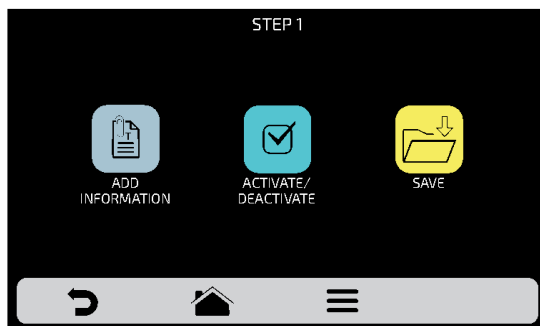 STEP 1
ADD
INFORMATION
ACTIVATE/
DEACTIVATE
SAVE
T